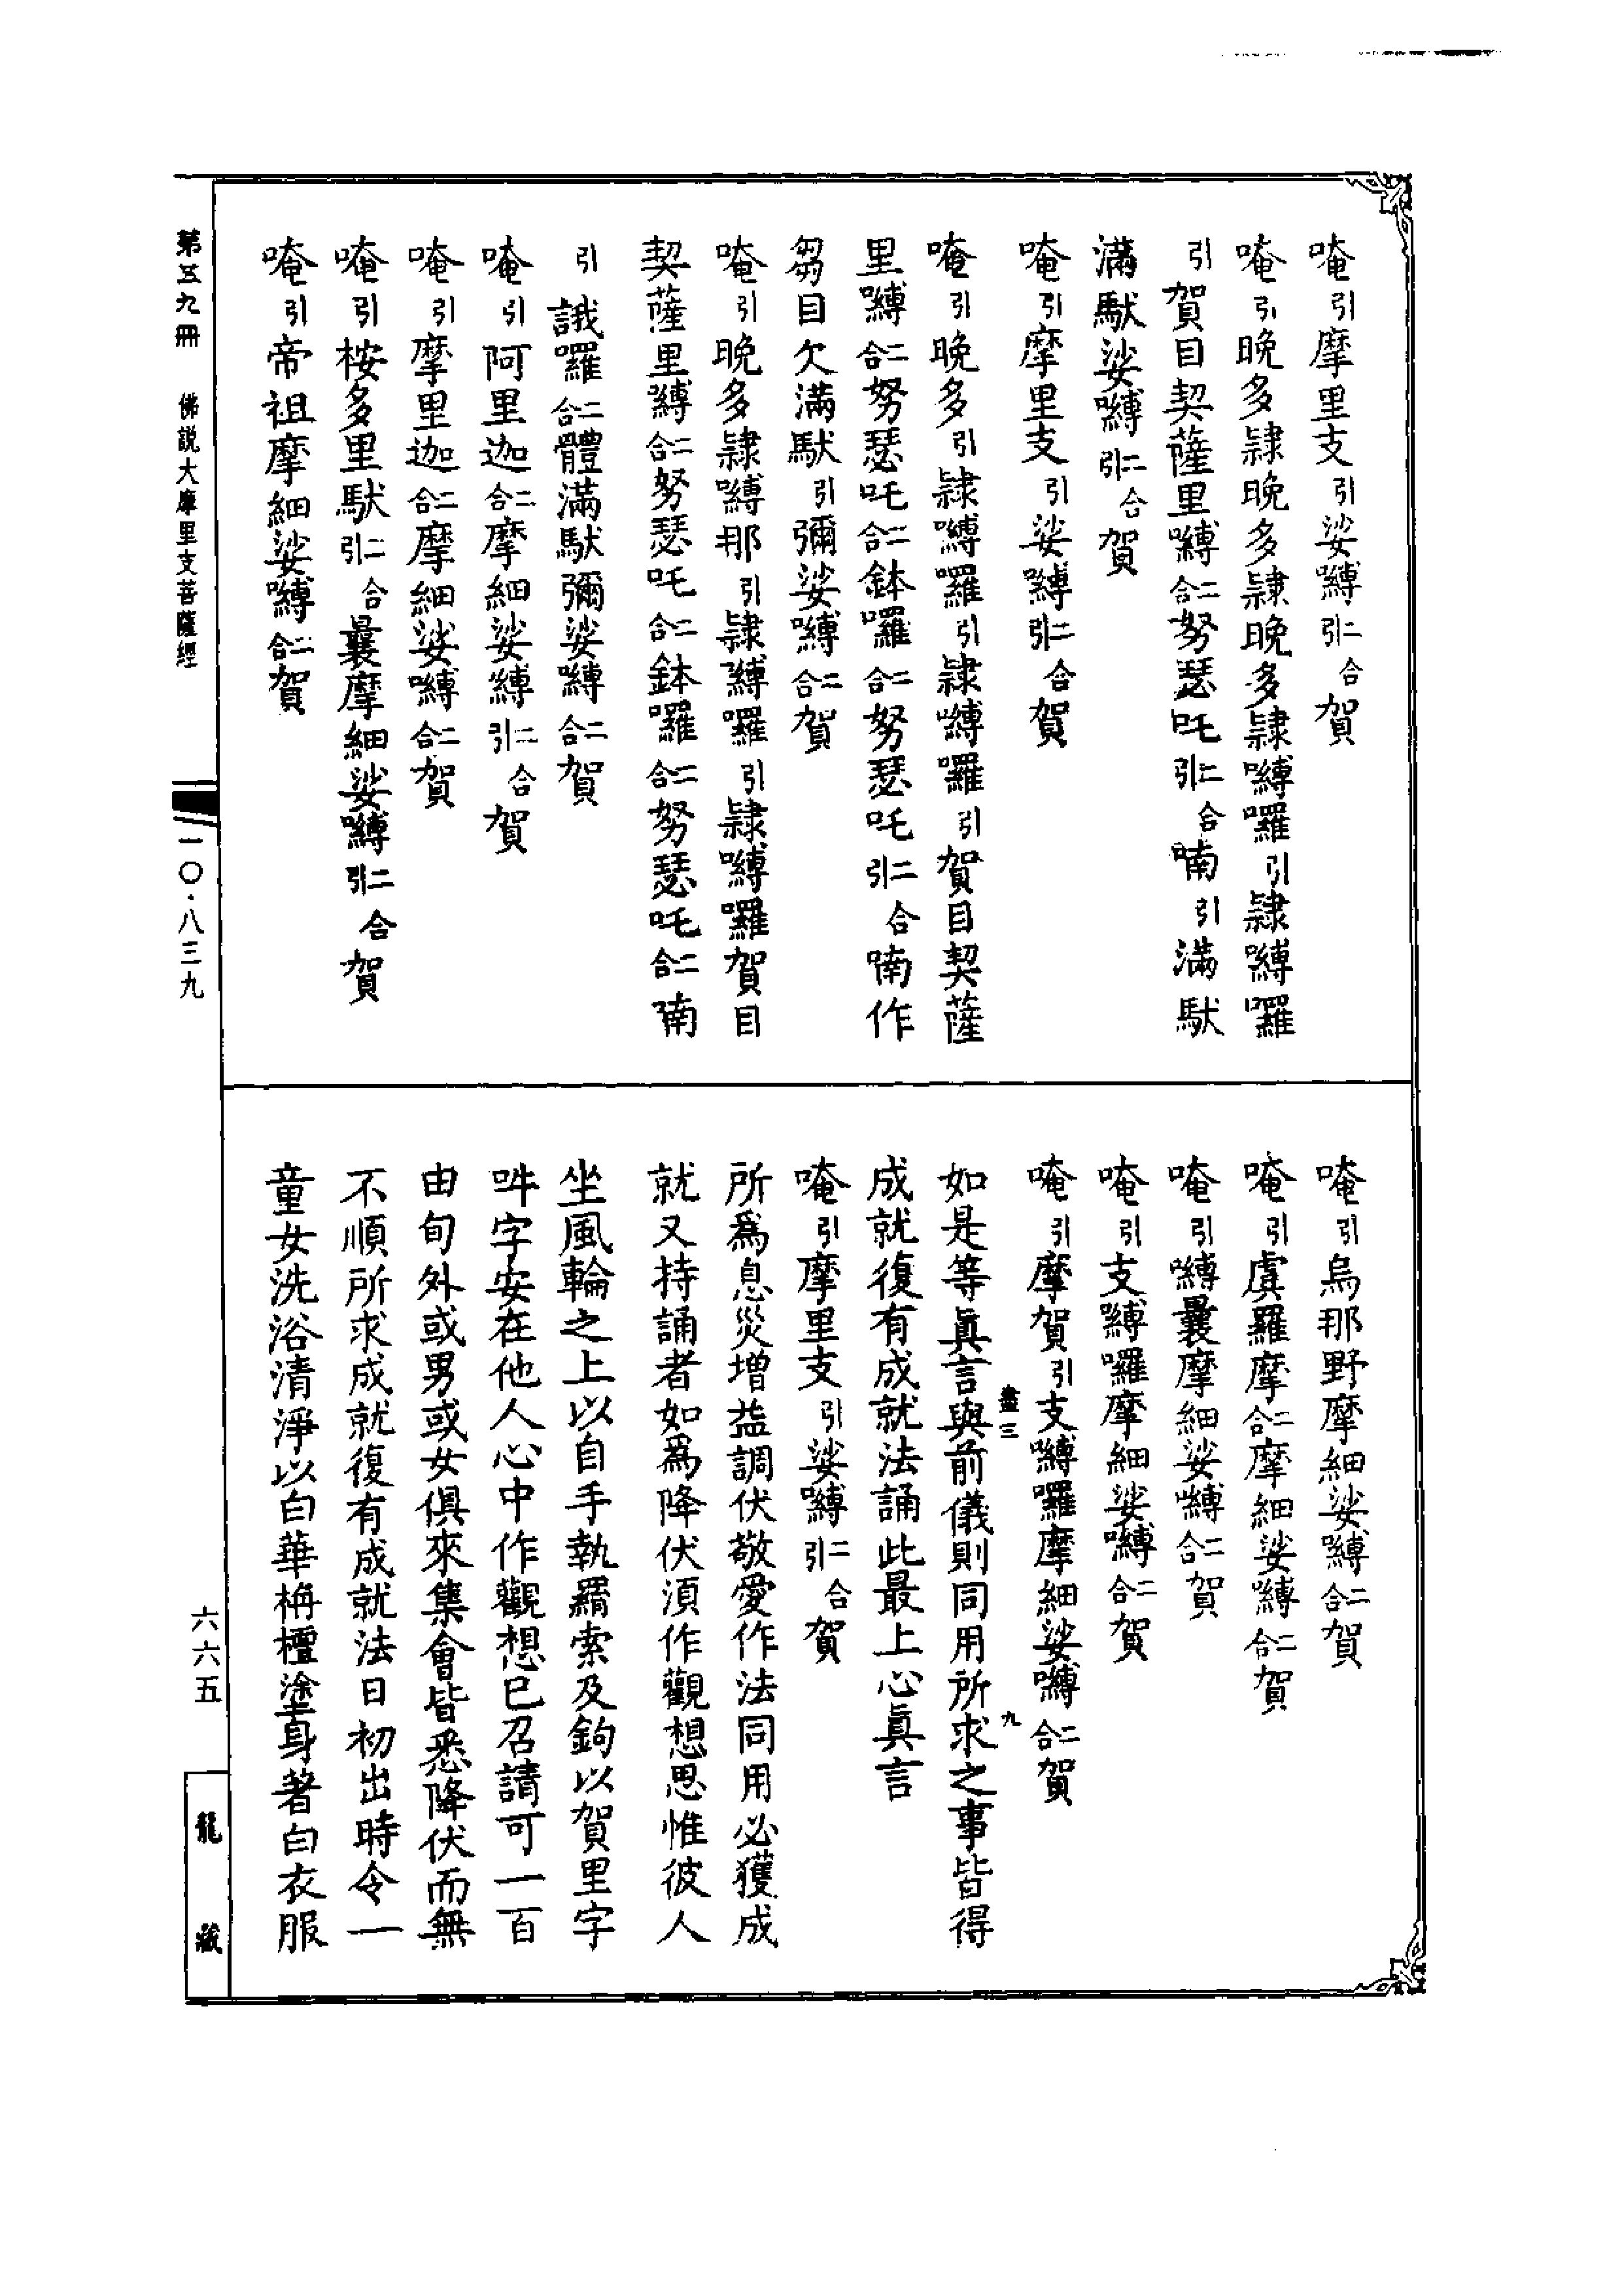 唵引摩里支引娑嚩引二合賀
唵引晚多隷晚多隷晚多隷嚩囉引隷嚩囉
引賀目契薩里嚩二合努瑟吒引二合喃引滿馱
滿馱娑嚩引二合賀
唵引摩里支引娑嚩引二合賀
唵引晚多引隷嚩囉引隷嚩囉引賀目契薩
里嚩二合努瑟吒二合鉢囉二合努瑟吒引二合喃作
芻目欠滿馱引彌娑嚩二合賀
唵引晚多隷嚩那引隷嚩囉引隷嚩囉賀目
契薩里嚩二合努瑟吒二合鉢囉二合努瑟吒二合喃
引誐囉二合體滿馱彌娑嚩二合賀
唵引阿里迦二合摩細娑嚩引二合賀
唵引摩里迦二合摩細娑嚩二合賀
唵引桉多里馱引二合曩摩細娑嚩引二合賀
唵引帝祖摩細娑嚩二合賀
唵引烏那野摩細娑嚩二合賀
唵引虞羅摩二合摩細娑嚩二合賀
唵引嚩曩摩細娑嚩二合賀
唵引支嚩囉摩細娑嚩二合賀
唵引摩賀引支嚩囉摩細娑嚩二合賀
盡三 九
如是等眞言與前儀則同用所求之事皆得
成就復有成就法誦此最上心眞言
唵引摩里支引娑嚩引二合賀
所爲息災增益調伏敬愛作法同用必獲成
就又持誦者如爲降伏須作觀想思惟彼人
坐風輪之上以自手執羂索及鉤以賀里字
吽字安在他人心中作觀想已召請可一百
由旬外或男或女俱來集會皆悉降伏而無
不順所求成就復有成就法日初出時令一
童女洗浴清淨以白華栴檀塗身著白衣服
第五九冊 佛説大摩里支菩薩經
一〇·八三九
六六五
龍藏